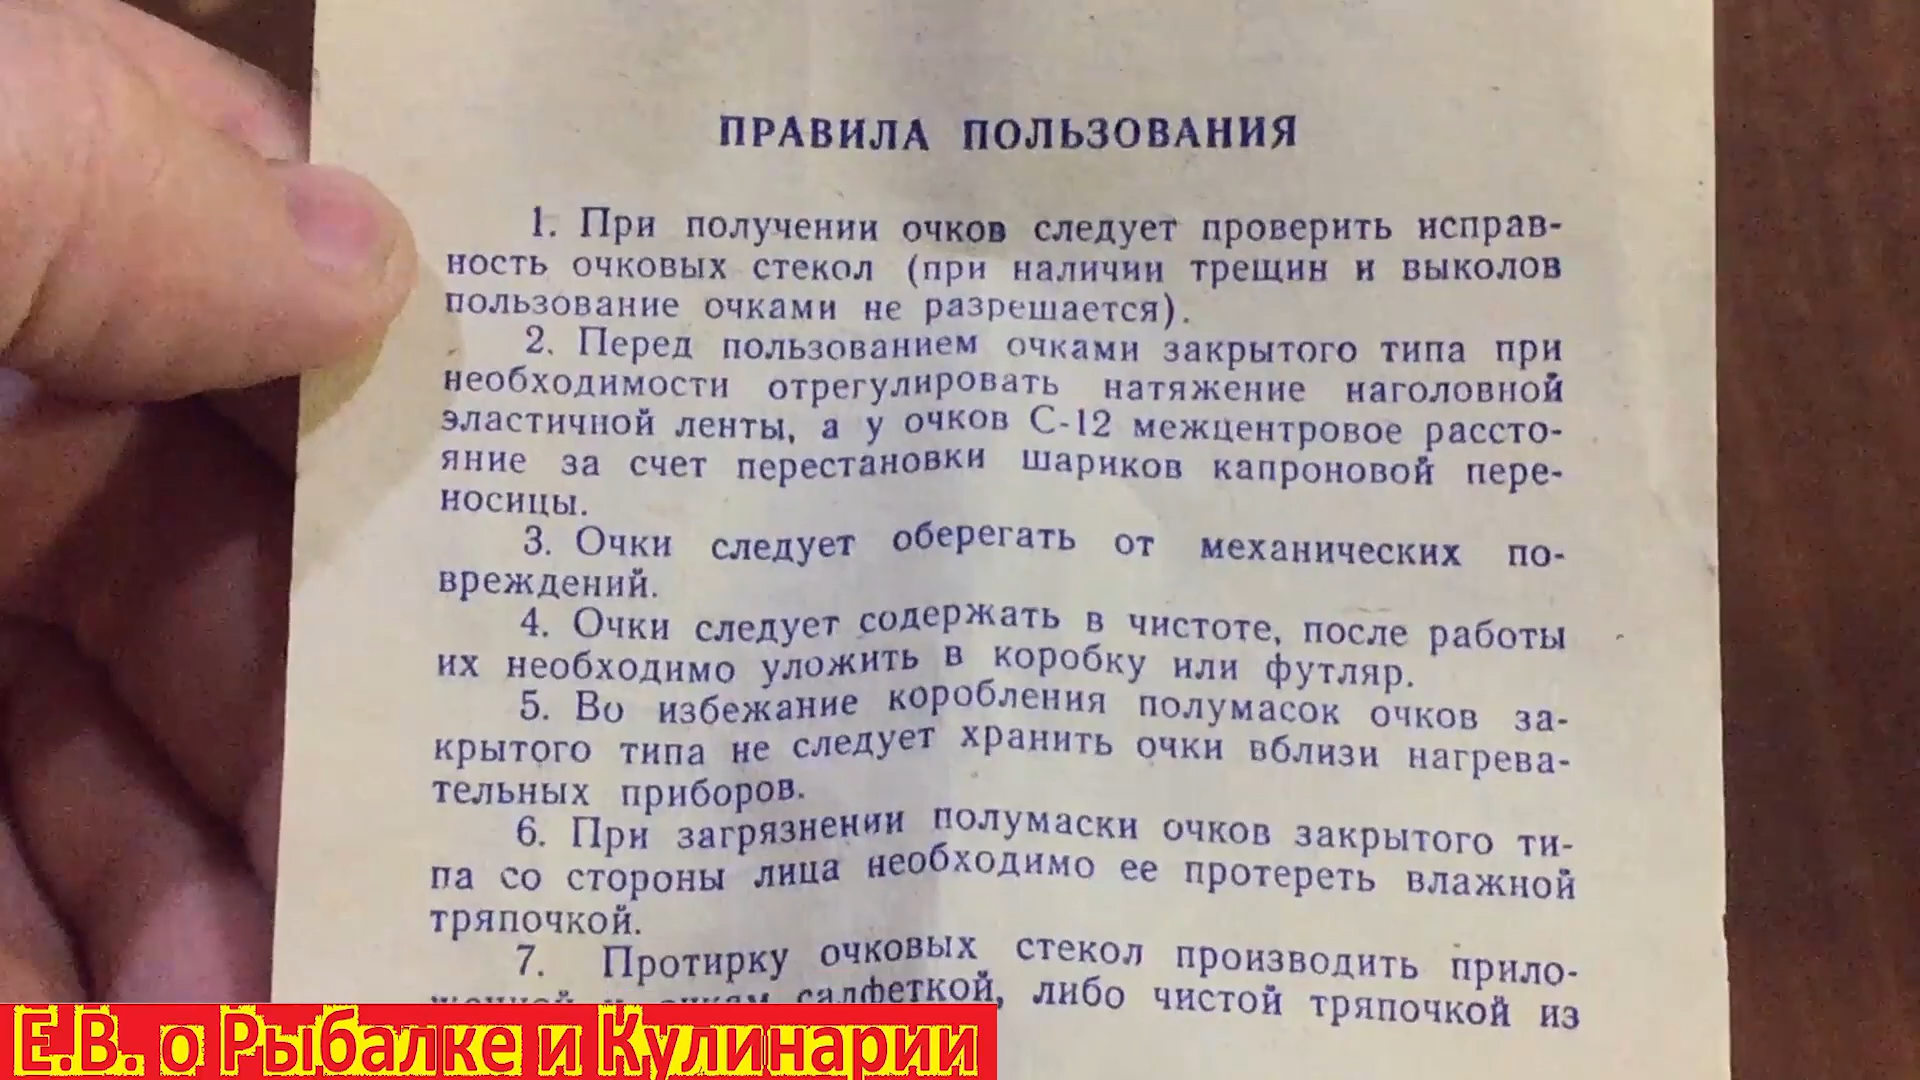 ПРАВИЛА ПОЛЬЗОВАНИЯ
1. При получении очков следует проверить исправ-
ность очковых стекол (при наличии трещин и выколов
пользование очками не разрешается).
2. Перед пользованием очками закрытого типа при
необходимости отрегулировать натяжение наголовной
эластичной ленты, а у очков С-12 межцентровое рассто-
яние за счет перестановки шариков капроновой пере-
носицы.
3. Очки следует оберегать от механических по-
вреждений.
4. Очки следует содержать в чистоте, после работы
их необходимо уложить в коробку или футляр.
5. Во избежание коробления полумасок очков за-
крытого типа не следует хранить очки вблизи нагрева-
тельных приборов.
6. При загрязнении полумаски очков закрытого ти-
па со стороны лица необходимо ее протереть влажной
тряпочкой.
7. Протирку очковых стекол производить прило-
салфеткой, либо чистой тряпочкой из
Е.В. о Рыбалке и Кулинарии